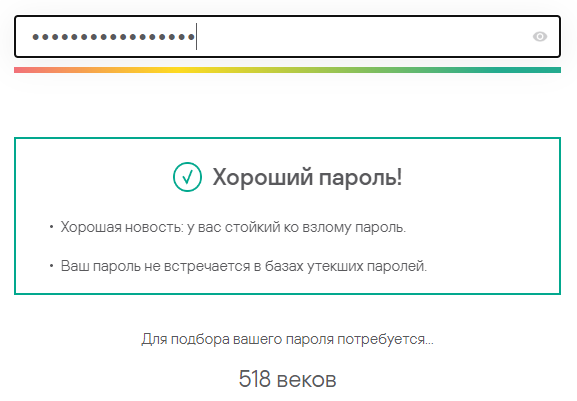 •••••••••••••••••
Хороший пароль!
• Хорошая новость: у вас стойкий ко взлому пароль.
• Ваш пароль не встречается в базах утекших паролей.
Для подбора вашего пароля потребуется...
518 веков